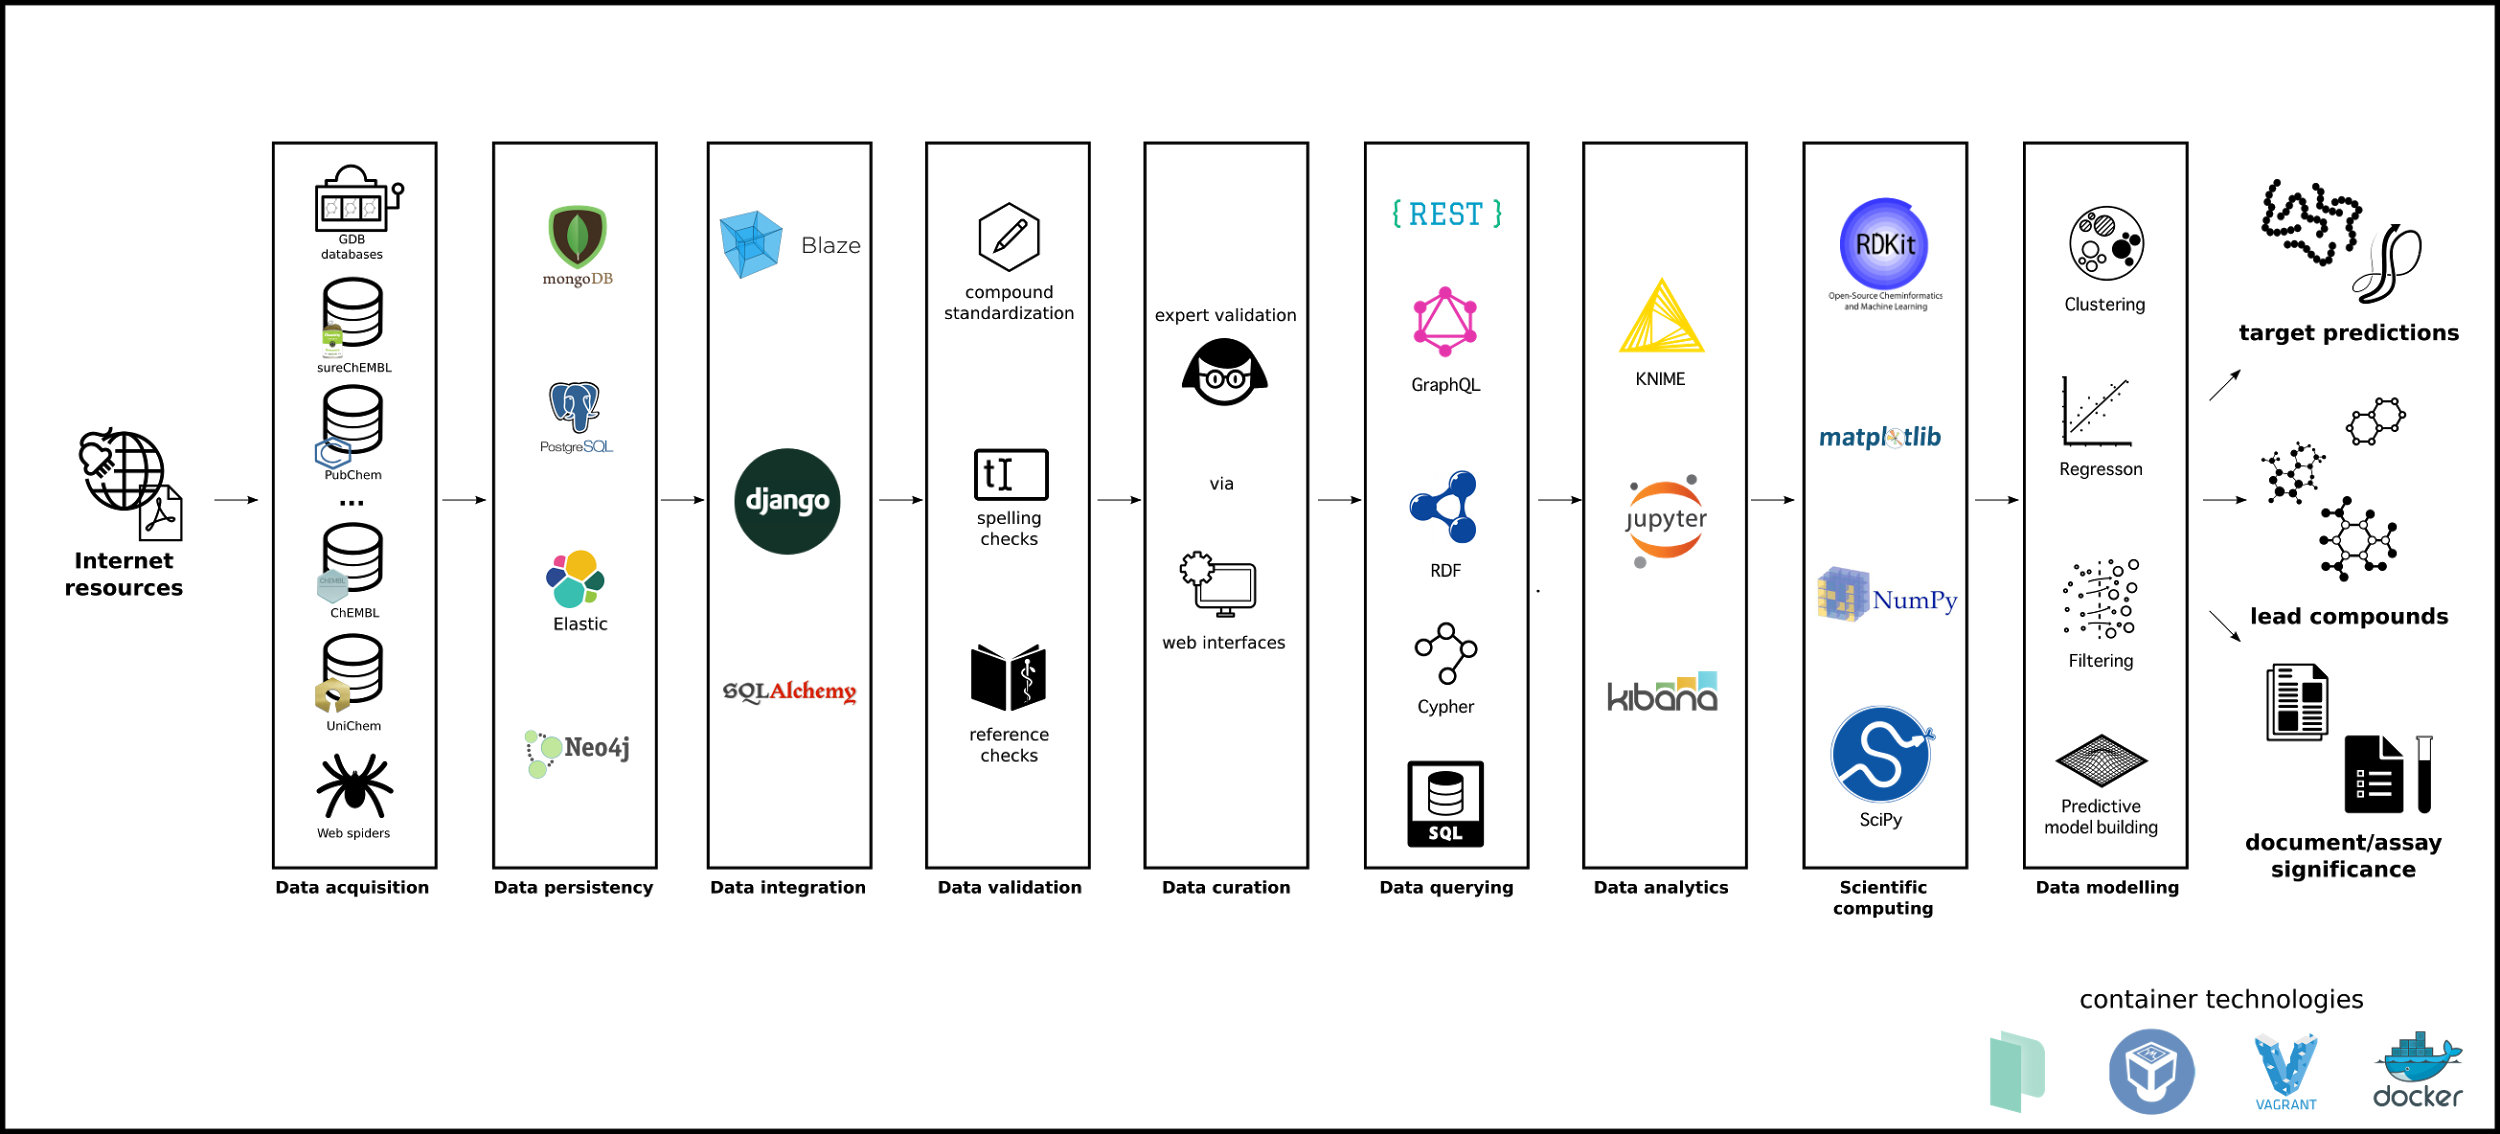 Internet
resources
GDB
databases
sureChEMBL
PubChem
...
ChEMBL
ChEMBL
UniChem
Web spiders
Data acquisition
mongoDB
PostgreSQL
Elastic
Neo4j
Data persistency
Blaze
django
SQLAlchemy
Data integration
compound
standardization
t
spelling
checks
reference
checks
Data validation
expert validation
via
web interfaces
Data curation
{ REST }
GraphQL
RDF
Cypher
SQL
Data querying
KNIME
jupyter
kibana
Data analytics
RDKit
Open-Source Cheminformatics
and Machine Learning
matplotlib
NumPy
SciPy
Scientific
computing
Clustering
Regresson
Filtering
Predictive
model building
Data modelling
target predictions
lead compounds
document/assay
significance
container technologies
VAGRANT
docker